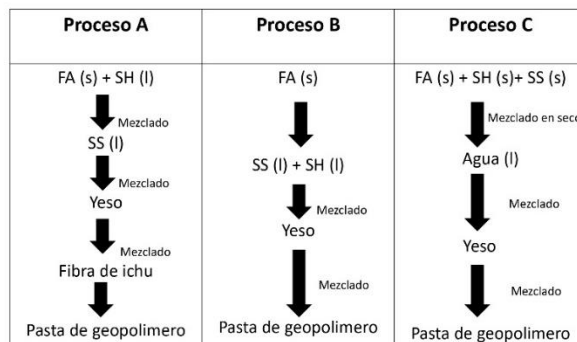 Proceso A
FA (s) + SH (l)
Mezclado
SS (l)
Mezclado
Yeso
Mezclado
Fibra de ichu
Pasta de geopolimero
Proceso B
FA (s)
SS (l) + SH (l)
Mezclado
Yeso
Mezclado
Pasta de geopolimero
Proceso C
FA (s) + SH (s)+ SS (s)
Mezclado en seco
Agua (l)
Mezclado
Yeso
Mezclado
Pasta de geopolimero